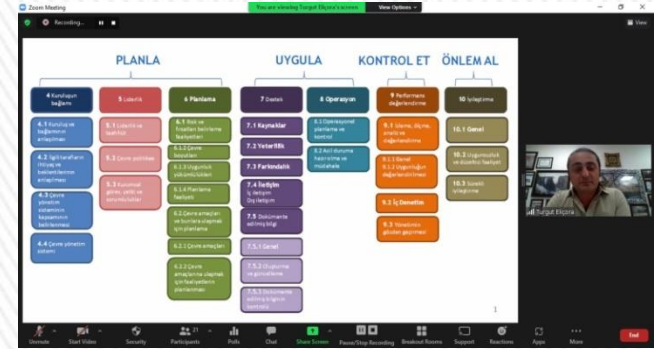 Zoom Meeting
You are viewing Turgut Elçora's screen
View Options
Recording...
View
PLANLA
UYGULA
KONTROL ET
ÖNLEM AL
4 Kuruluşun
bağlamı
5 Liderlik
6 Planlama
7 Destek
8 Operasyon
9 Performans
değerlendirme
10 İyileştirme
4.1 Kuruluş ve
bağlamının
anlaşılması
4.2 İlgili tarafların
ihtiyaç ve
beklentilerinin
anlaşılması
4.3 Çevre
yönetim
sisteminin
kapsamının
belirlenmesi
4.4 Çevre yönetim
sistemi
5.1 Liderlik ve
taahhüt
5.2 Çevre politikası
5.3 Kurumsal
görev, yetki ve
sorumluluklar
6.1 Risk ve
fırsatları belirleme
faaliyetleri
6.1.2 Çevre
boyutları
6.1.3 Uygunluk
yükümlülükleri
6.1.4 Planlama
faaliyeti
6.2 Çevre amaçları
ve bunlara ulaşmak
için planlama
6.2.1 Çevre amaçları
6.2.2 Çevre
amaçlarına ulaşmak
için faaliyetlerin
planlanması
7.1 Kaynaklar
7.2 Yeterlilik
7.3 Farkındalık
7.4 İletişim
İç iletişim
Dış iletişim
7.5 Dokümante
edilmiş bilgi
7.5.1 Genel
7.5.2 Oluşturma
ve güncelleme
7.5.3 Dokümante
edilmiş bilginin
kontrolü
8.1 Operasyonel
planlama ve
kontrol
8.2 Acil duruma
hazır olma ve
müdahale
9.1 İzleme, ölçme,
analiz ve
değerlendirme
9.1.1 Genel
9.1.2 Uygunluğun
değerlendirilmesi
9.2 İç Denetim
9.3 Yönetimin
gözden geçirmesi
10.1 Genel
10.2 Uygunsuzluk
ve düzeltici faaliyet
10.3 Sürekli
iyileştirme
1
Turgut Elçora
Unmute
Start Video
Security
Participants
21
Polls
Chat
Share Screen
Pause/Stop Recording
Breakout Rooms
Support
Reactions
Apps
More
End